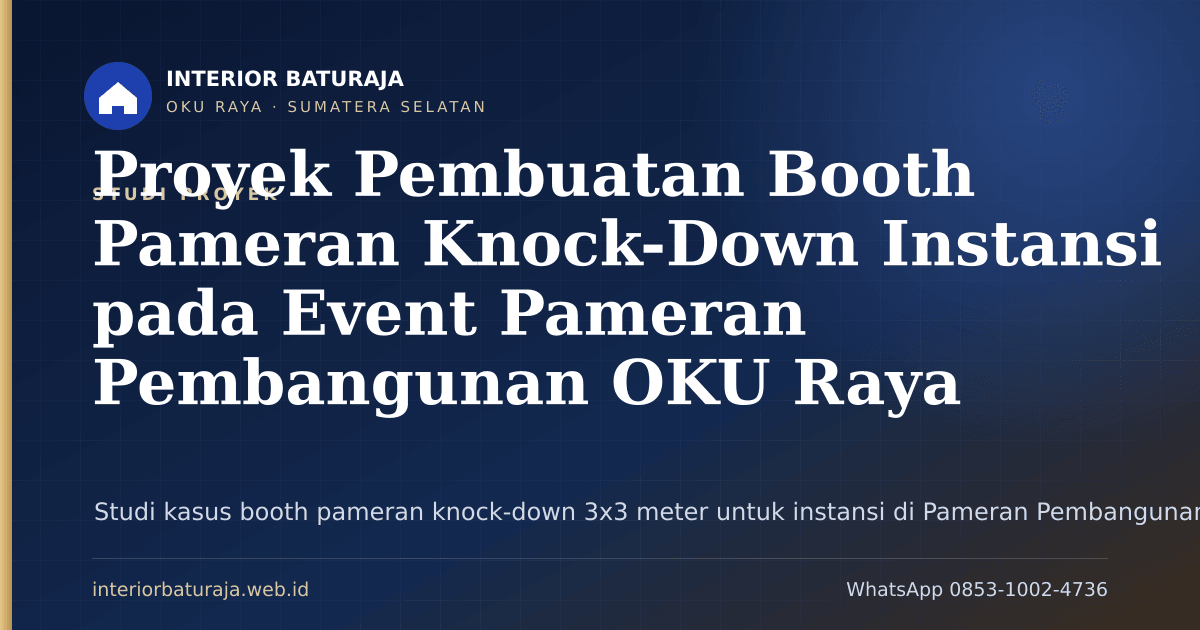 INTERIOR BATURAJA
OKU RAYA · SUMATERA SELATAN
STUDI PROYEK
Proyek Pembuatan Booth
Pameran Knock-Down Instansi
pada Event Pameran
Pembangunan OKU Raya
Studi kasus booth pameran knock-down 3x3 meter untuk instansi di Pameran Pembangunan
interiorbaturaja.web.id
WhatsApp 0853-1002-4736